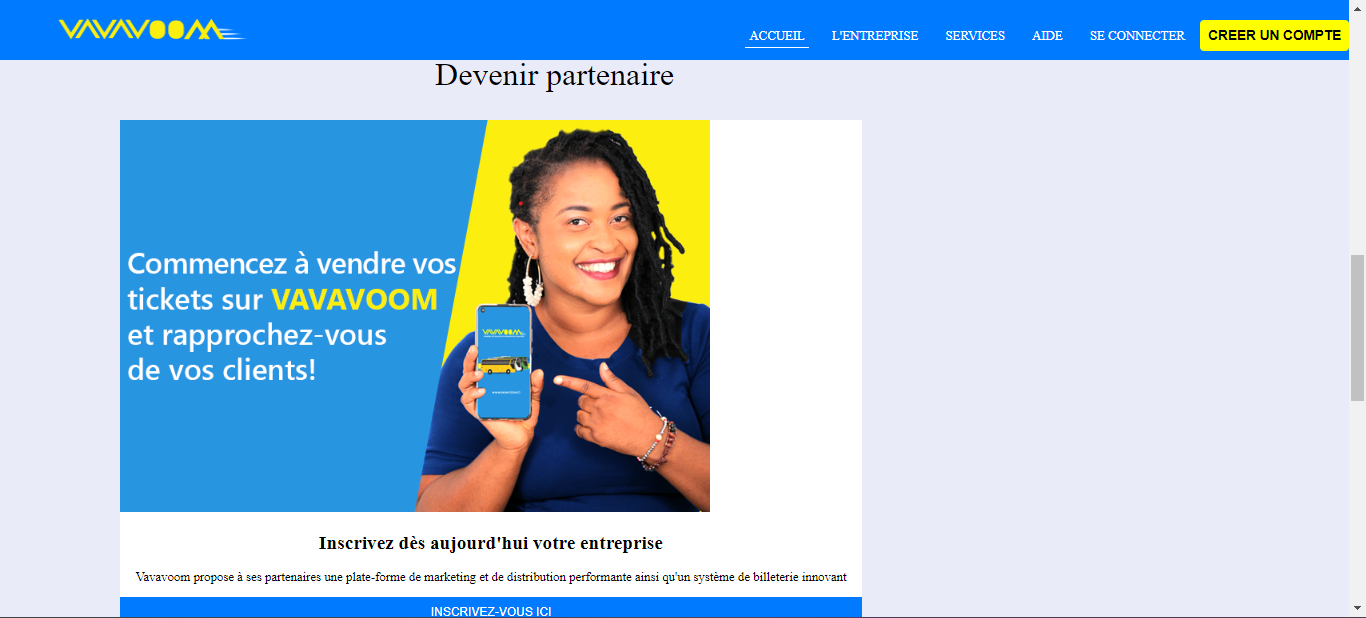 VAVAVOOM
ACCUEIL L'ENTREPRISE SERVICES AIDE SE CONNECTER CREER UN COMPTE
Devenir partenaire
Commencez à vendre vos
tickets sur VAVAVOOM
et rapprochez-vous
de vos clients!
VAVAVOOM
Inscrivez dès aujourd'hui votre entreprise
Vavavoom propose à ses partenaires une plate-forme de marketing et de distribution performante ainsi qu'un système de billeterie innovant
INSCRIVEZ-VOUS ICI